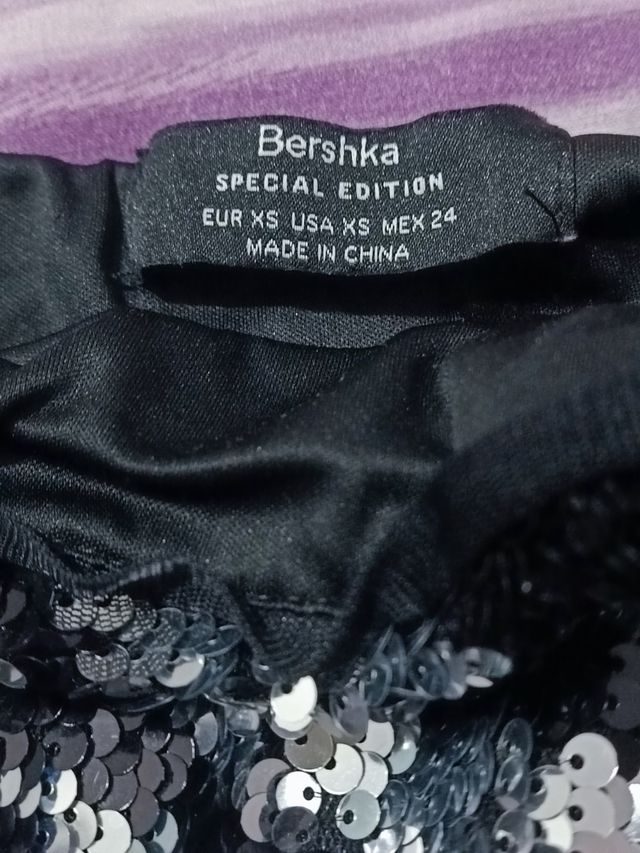 Bershka
SPECIAL EDITION
EUR XS USA XS MEX 24
MADE IN CHINA